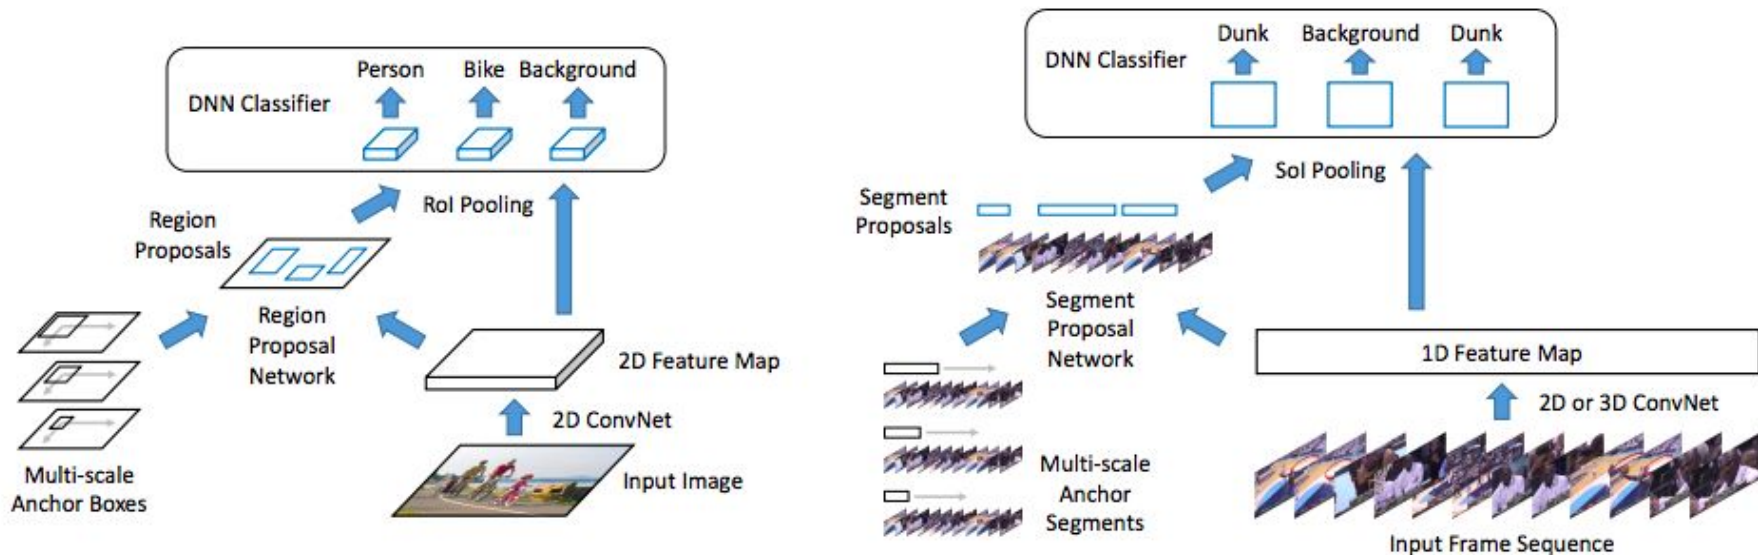 Person
Bike
Background
DNN Classifier
RoI Pooling
Region
Proposals
Region
Proposal
Network
2D Feature Map
2D ConvNet
Input Image
Multi-scale
Anchor Boxes
Dunk
Background
Dunk
DNN Classifier
SoI Pooling
Segment
Proposals
Segment
Proposal
Network
1D Feature Map
2D or 3D ConvNet
Multi-scale
Anchor
Segments
Input Frame Sequence